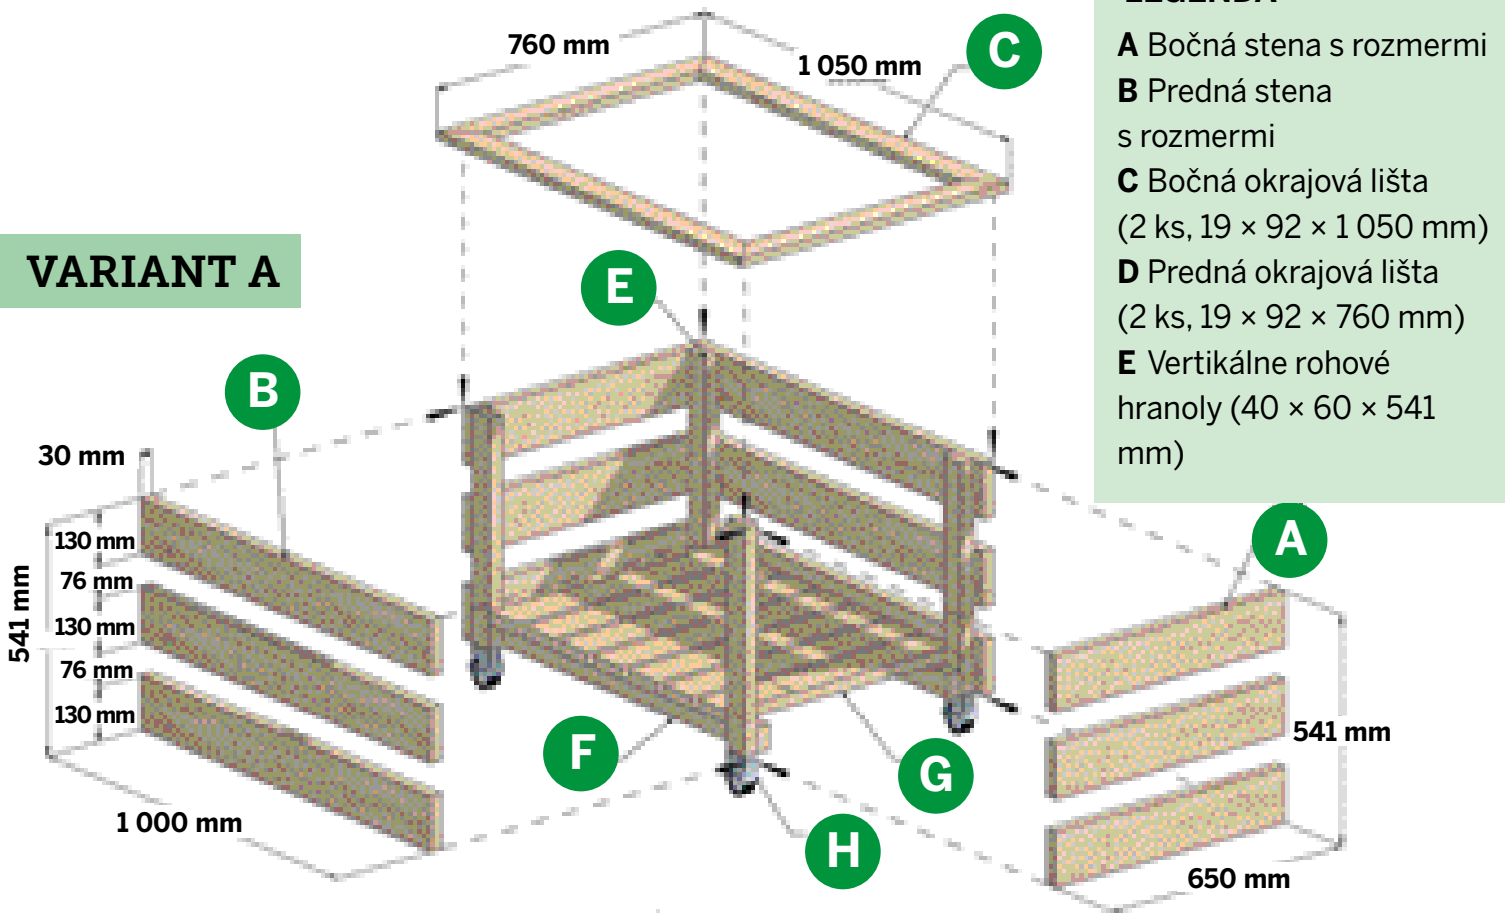 LEGENDA
A Bočná stena s rozmermi
B Predná stena
s rozmermi
C Bočná okrajová lišta
(2 ks, 19 × 92 × 1 050 mm)
D Predná okrajová lišta
(2 ks, 19 × 92 × 760 mm)
E Vertikálne rohové
hranoly (40 × 60 × 541
mm)
760 mm
1 050 mm
C
VARIANT A
E
B
30 mm
130 mm
76 mm
130 mm
76 mm
130 mm
541 mm
1 000 mm
A
541 mm
650 mm
F
G
H